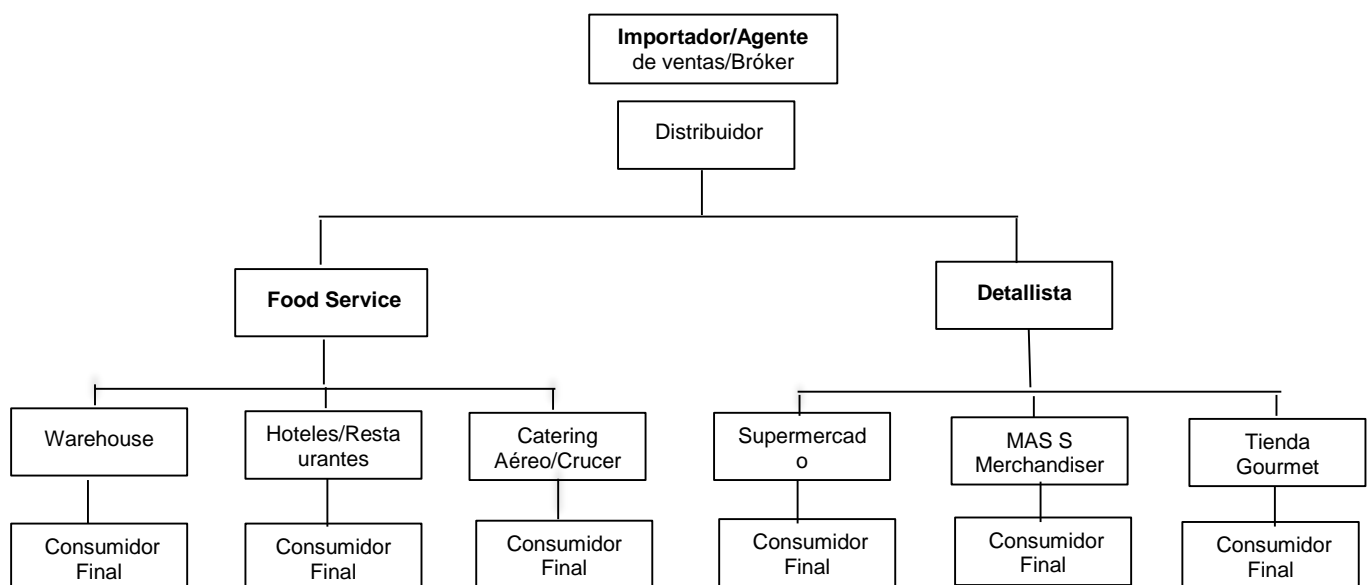 Importador/Agente
de ventas/Bróker
Distribuidor
Food Service
Detallista
Warehouse
Hoteles/Resta
urantes
Catering
Aéreo/Crucer
Supermercad
o
MAS S
Merchandiser
Tienda
Gourmet
Consumidor
Final
Consumidor
Final
Consumidor
Final
Consumidor
Final
Consumidor
Final
Consumidor
Final